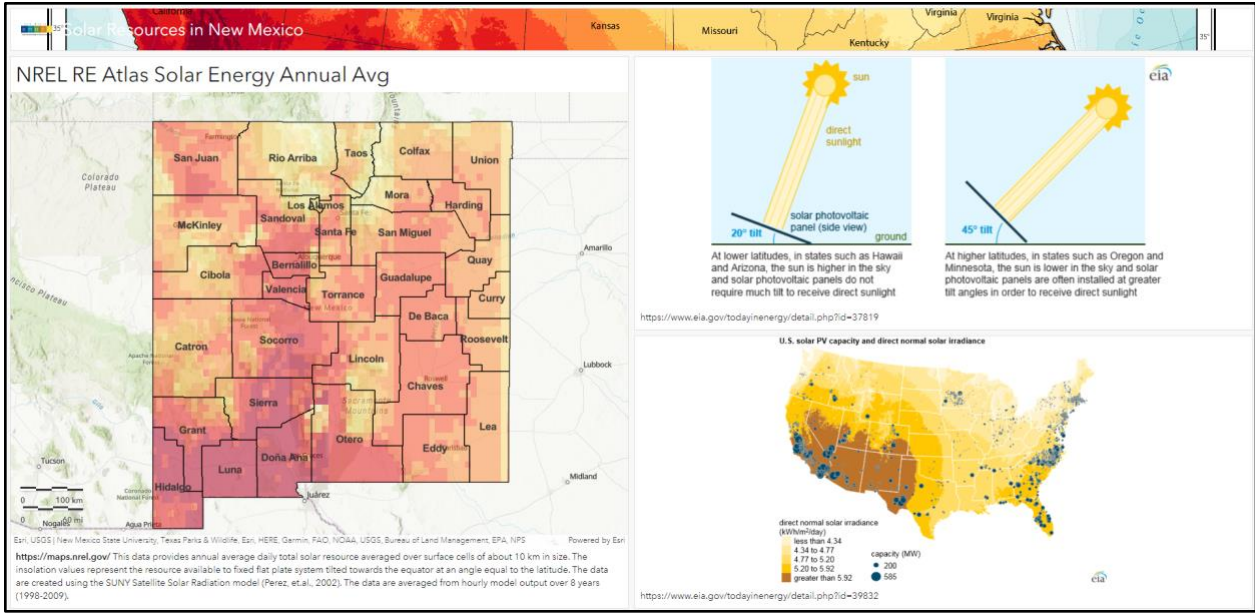 California
Kansas
Missouri
Kentucky
Virginia
Virginia
35°
35°
Solar Resources in New Mexico
NREL RE Atlas Solar Energy Annual Avg
Colorado
Plateau
Farmington
San Juan
Rio Arriba
Taos
Colfax
Union
Los Alamos
Mora
Harding
McKinley
Sandoval
Santa Fe
San Miguel
Quay
Amarillo
Cibola
Bernalillo
Guadalupe
Valencia
Torrance
Curry
De Baca
Catron
Socorro
Roosevelt
Lincoln
Lubbock
Chaves
Sierra
Sacramento
Mountains
Grant
Otero
Lea
Doña Ana
Eddy
Luna
Hidalgo
Tucson
Midland
Juárez
Nogales
Agua Prieta
0 100 km
0 60 mi
Esri, USGS | New Mexico State University, Texas Parks & Wildlife, Esri, HERE, Garmin, FAO, NOAA, USGS, Bureau of Land Management, EPA, NPS
Powered by Esri
https://maps.nrel.gov/ This data provides annual average daily total solar resource averaged over surface cells of about 10 km in size. The
insolation values represent the resource available to fixed flat plate system tilted towards the equator at an angle equal to the latitude. The data
are created using the SUNY Satellite Solar Radiation model (Perez, et.al., 2002). The data are averaged from hourly model output over 8 years
(1998-2009).
sun
direct
sunlight
solar photovoltaic
panel (side view)
20° tilt
ground
At lower latitudes, in states such as Hawaii
and Arizona, the sun is higher in the sky
and solar photovoltaic panels do not
require much tilt to receive direct sunlight
eia
45° tilt
At higher latitudes, in states such as Oregon and
Minnesota, the sun is lower in the sky and solar
photovoltaic panels are often installed at greater
tilt angles in order to receive direct sunlight
https://www.eia.gov/todayinenergy/detail.php?id=37819
U.S. solar PV capacity and direct normal solar irradiance
direct normal solar irradiance
(kWh/m²/day)
less than 4.34
4.34 to 4.77
4.77 to 5.20
5.20 to 5.92
greater than 5.92
capacity (MW)
200
585
eia
https://www.eia.gov/todayinenergy/detail.php?id=39832